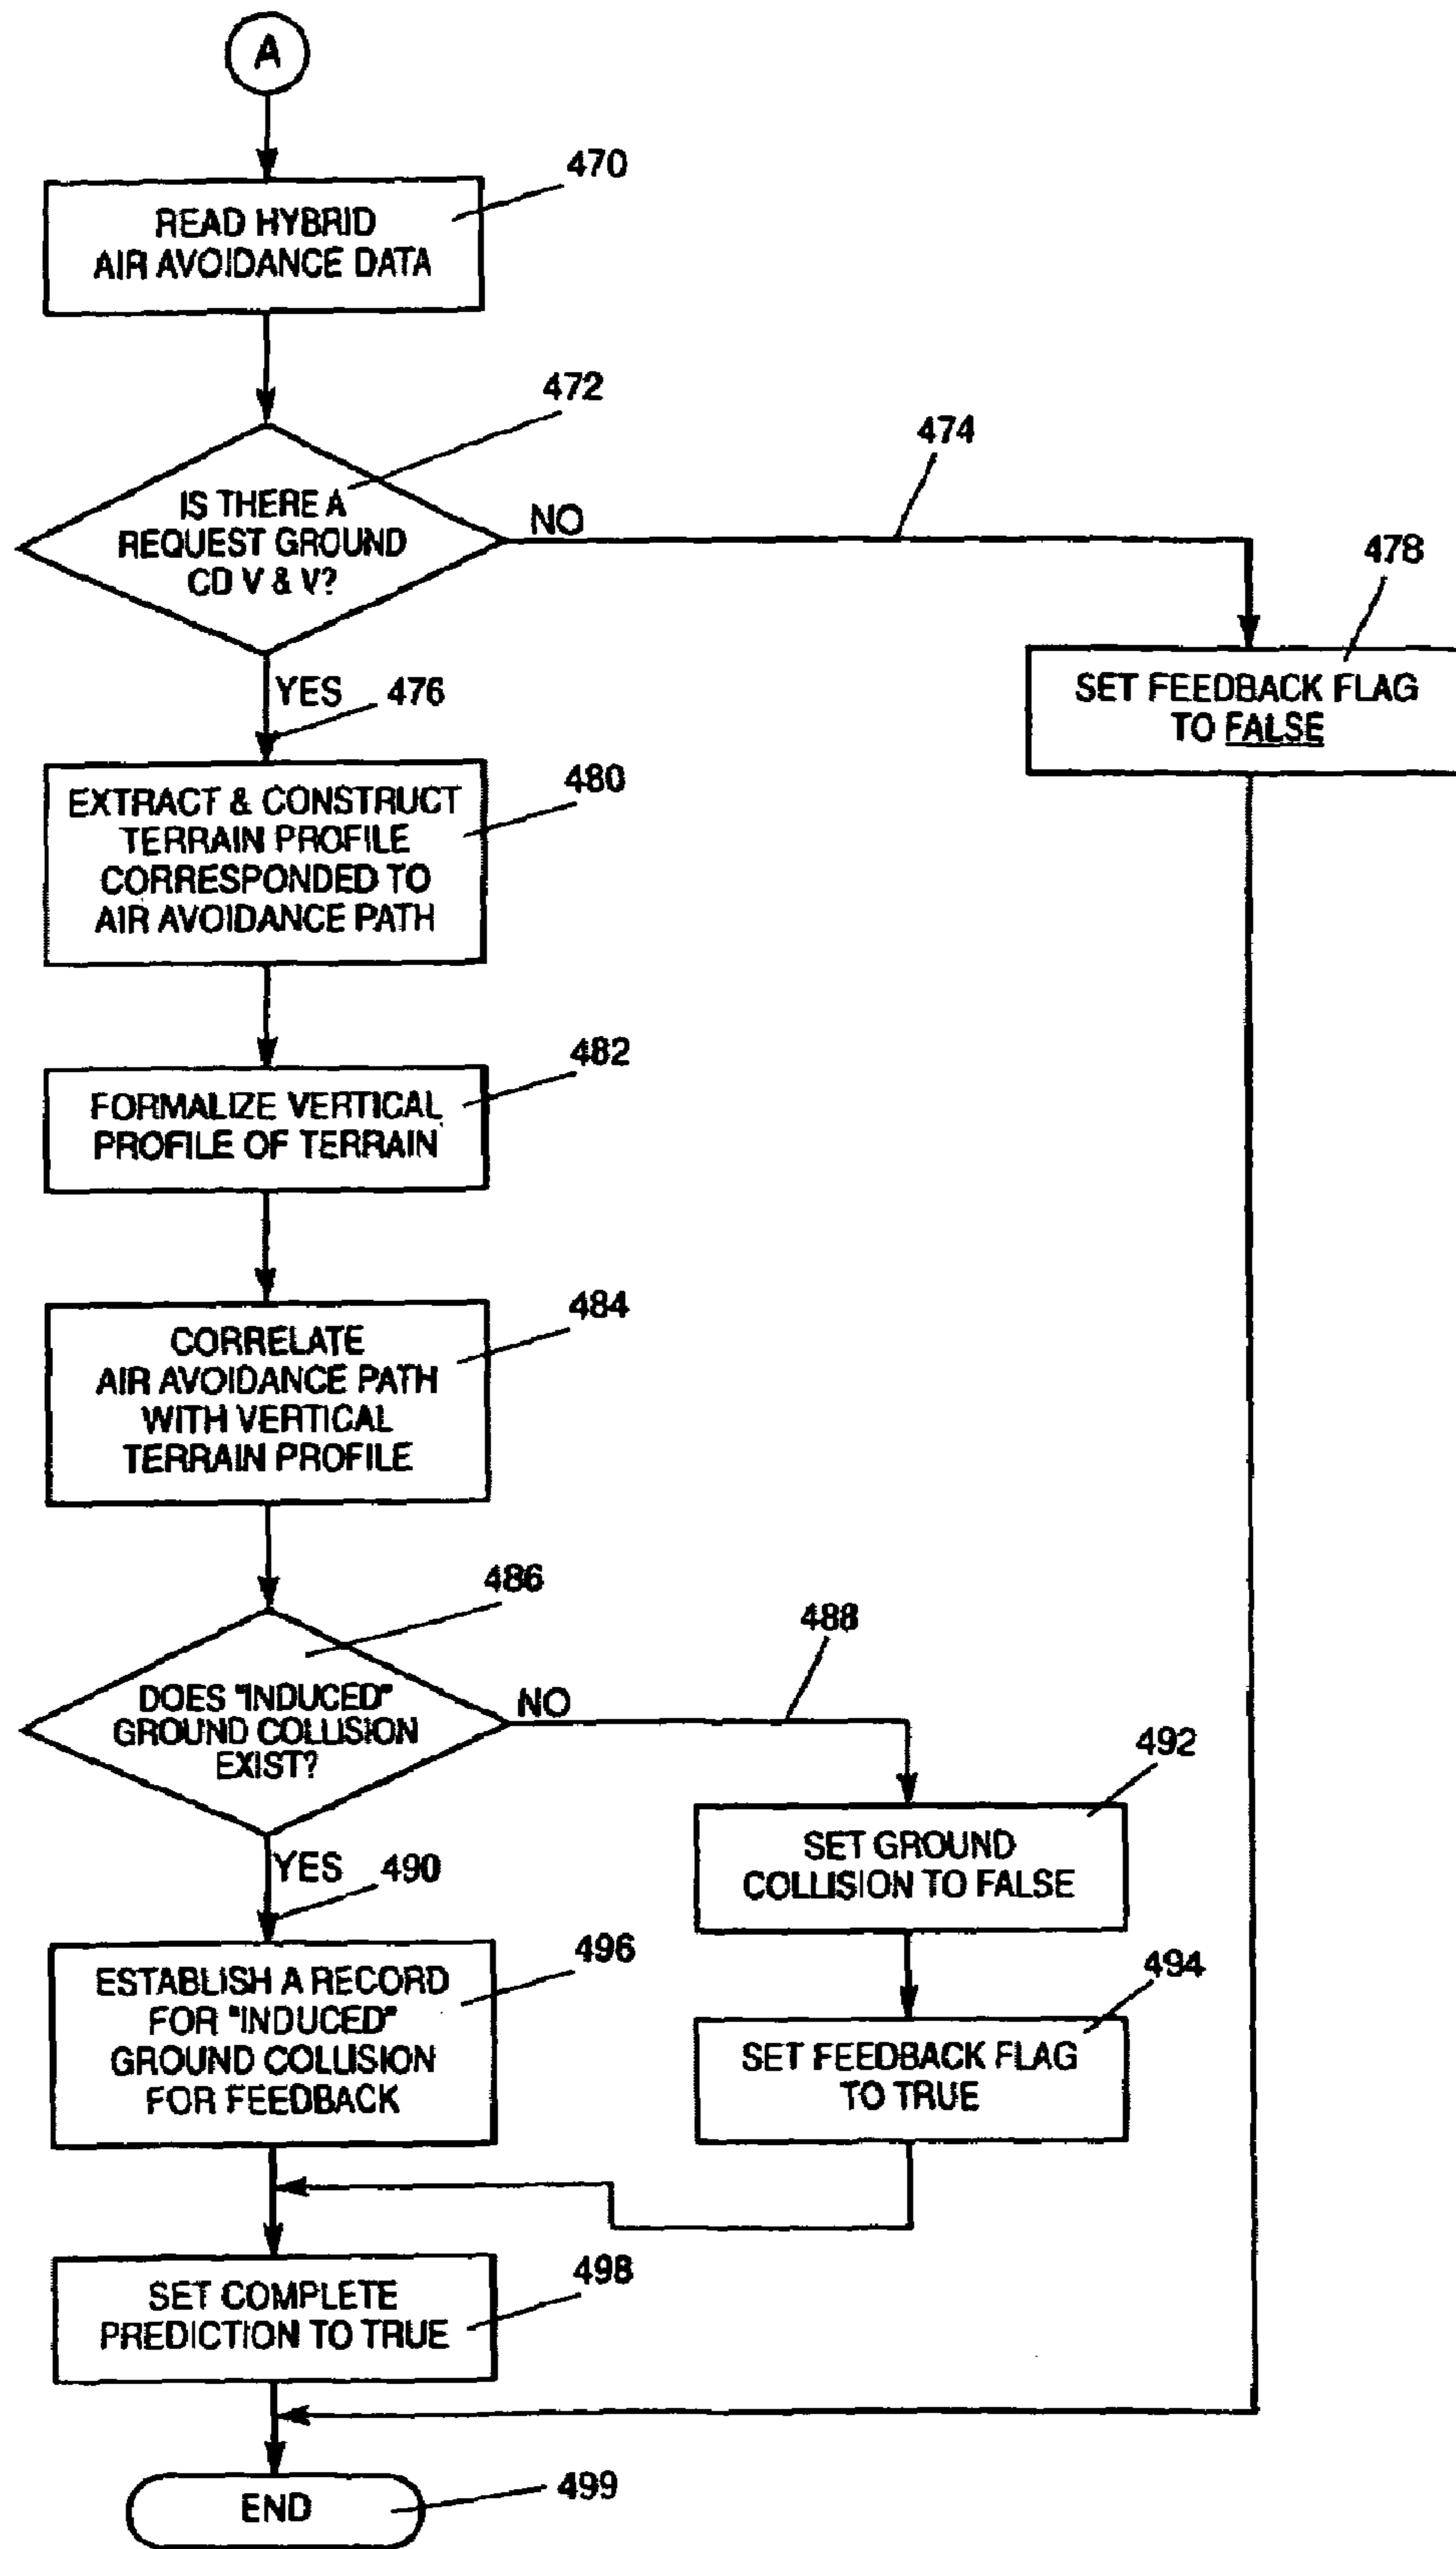 A
470
READ HYBRID
AIR AVOIDANCE DATA
472
IS THERE A
REQUEST GROUND
CD V & V?
NO
474
478
SET FEEDBACK FLAG
TO FALSE
YES
476
480
EXTRACT & CONSTRUCT
TERRAIN PROFILE
CORRESPONDED TO
AIR AVOIDANCE PATH
482
FORMALIZE VERTICAL
PROFILE OF TERRAIN
484
CORRELATE
AIR AVOIDANCE PATH
WITH VERTICAL
TERRAIN PROFILE
486
DOES "INDUCED"
GROUND COLLISION
EXIST?
NO
488
492
SET GROUND
COLLISION TO FALSE
494
SET FEEDBACK FLAG
TO TRUE
YES
490
496
ESTABLISH A RECORD
FOR "INDUCED"
GROUND COLLISION
FOR FEEDBACK
498
SET COMPLETE
PREDICTION TO TRUE
END
499